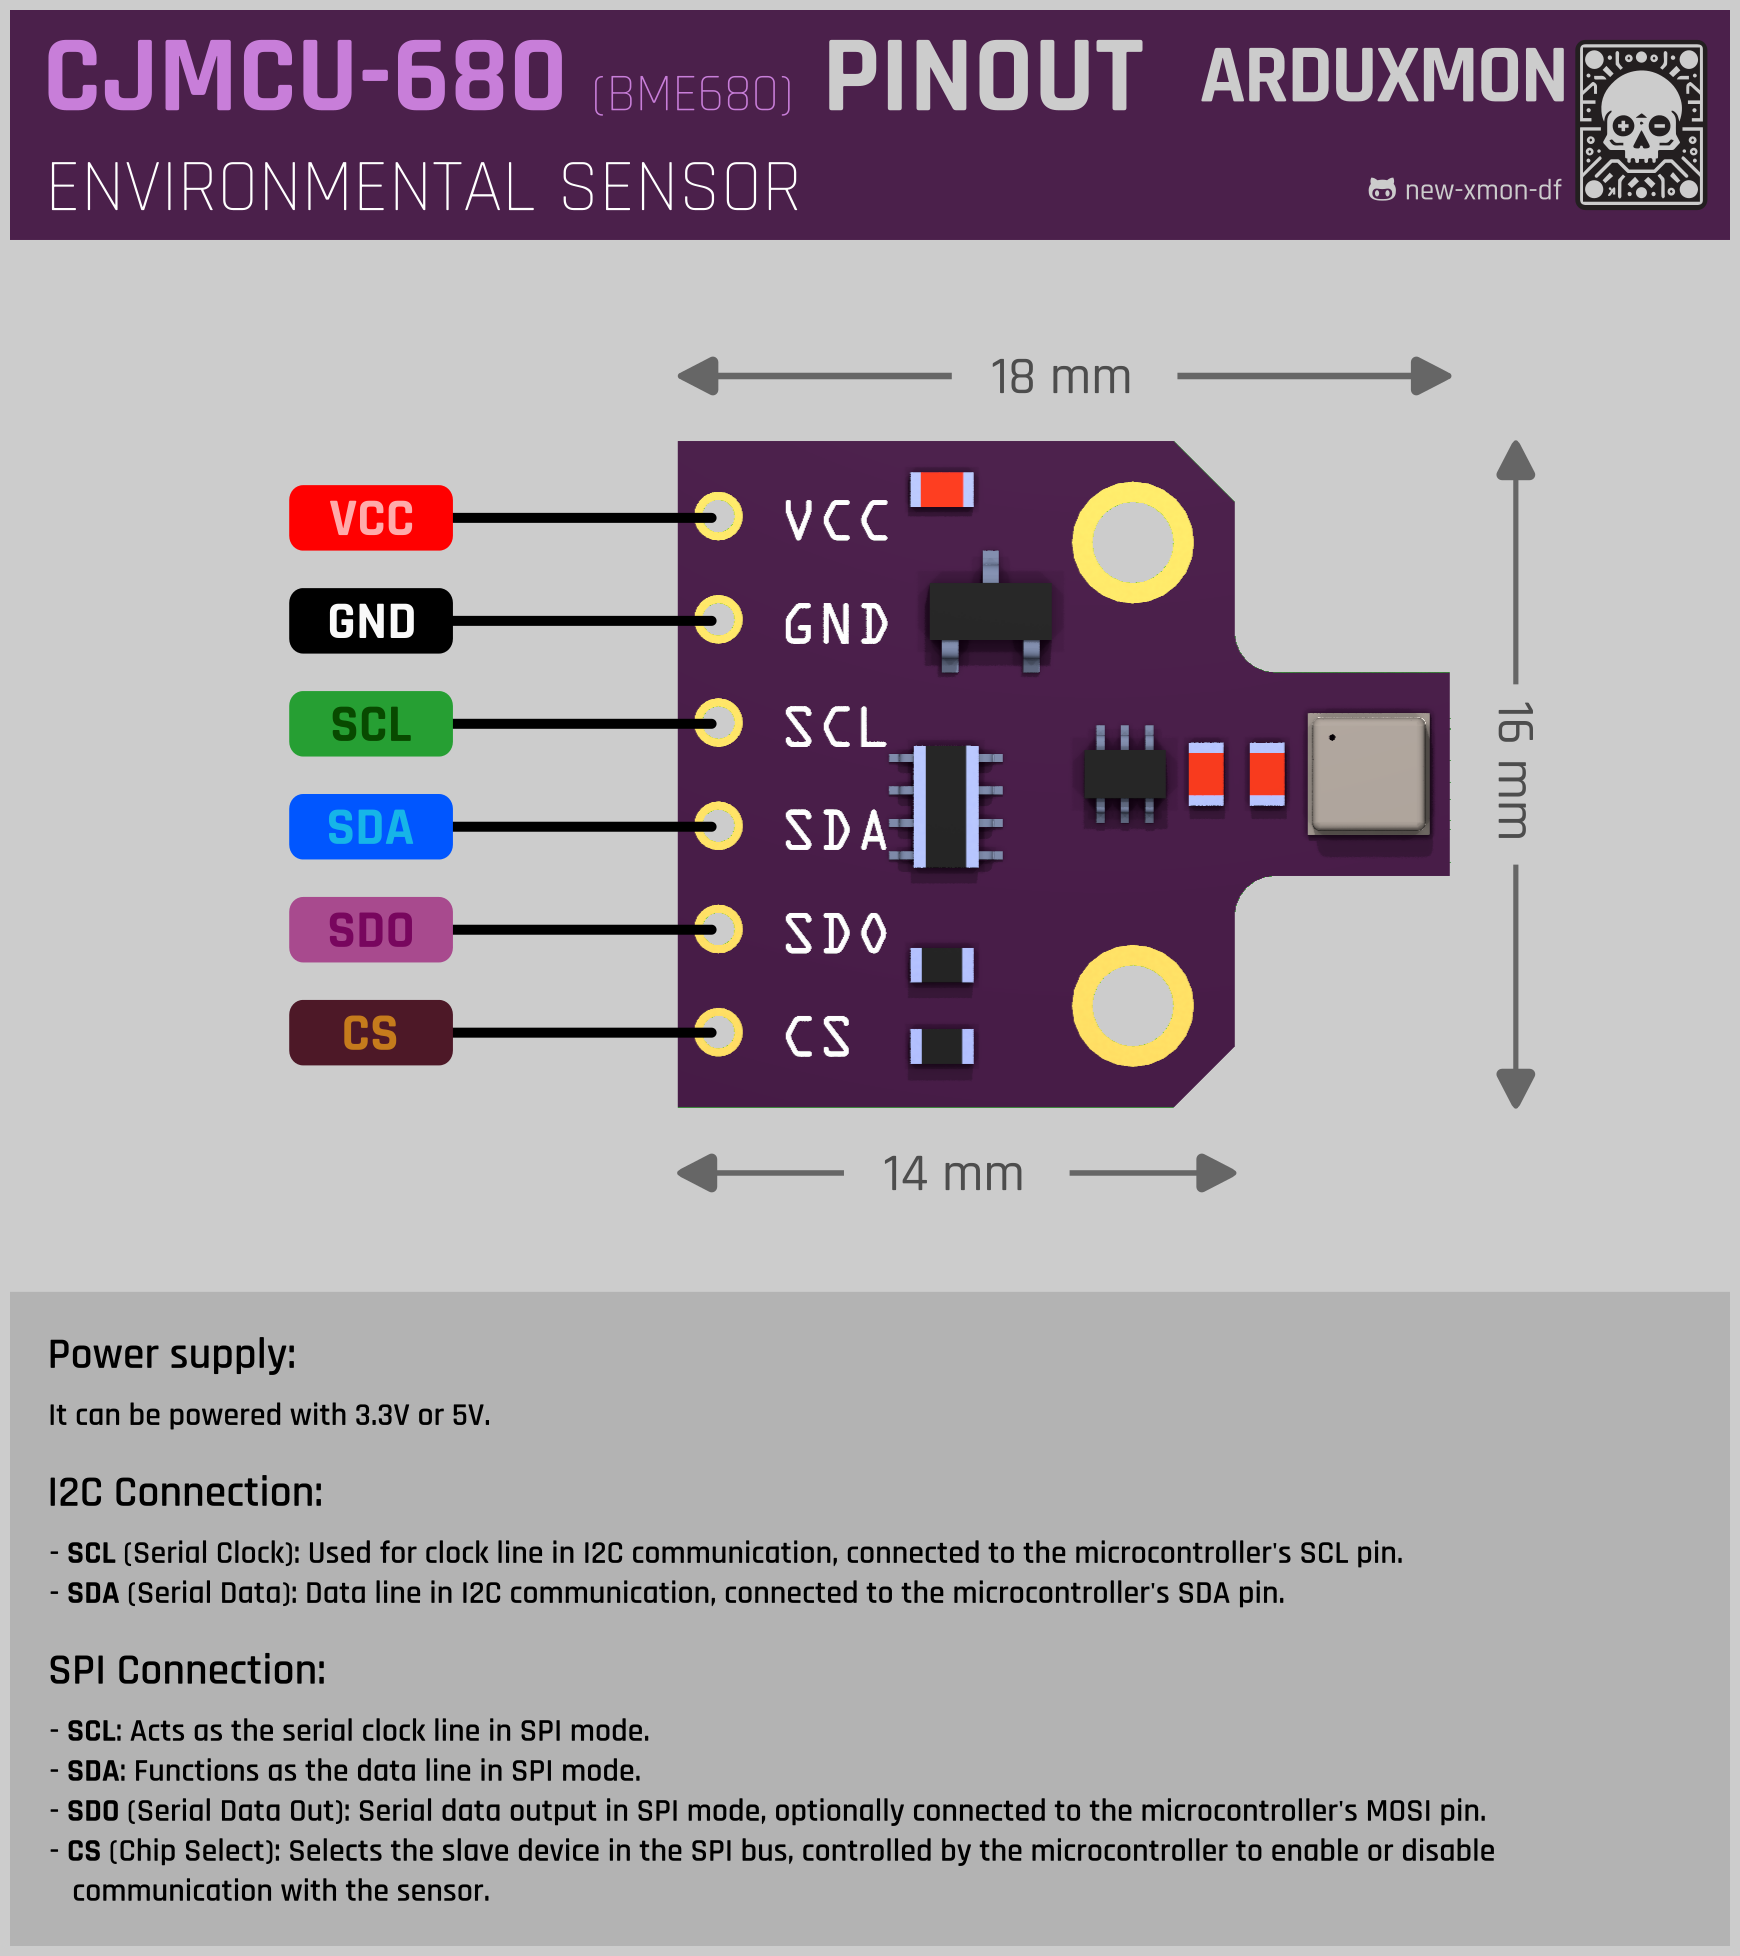 CJMCU-680 (BME680) PINOUT ARDUXMON
ENVIRONMENTAL SENSOR
new-xmon-df
18 mm
VCC VCC
GND GND
SCL SCL
16 mm
SDA SDA
SDO SDO
CS CS
14 mm
Power supply:
It can be powered with 3.3V or 5V.
I2C Connection:
- SCL (Serial Clock): Used for clock line in I2C communication, connected to the microcontroller's SCL pin.
- SDA (Serial Data): Data line in I2C communication, connected to the microcontroller's SDA pin.
SPI Connection:
- SCL: Acts as the serial clock line in SPI mode.
- SDA: Functions as the data line in SPI mode.
- SDO (Serial Data Out): Serial data output in SPI mode, optionally connected to the microcontroller's MOSI pin.
- CS (Chip Select): Selects the slave device in the SPI bus, controlled by the microcontroller to enable or disable
communication with the sensor.